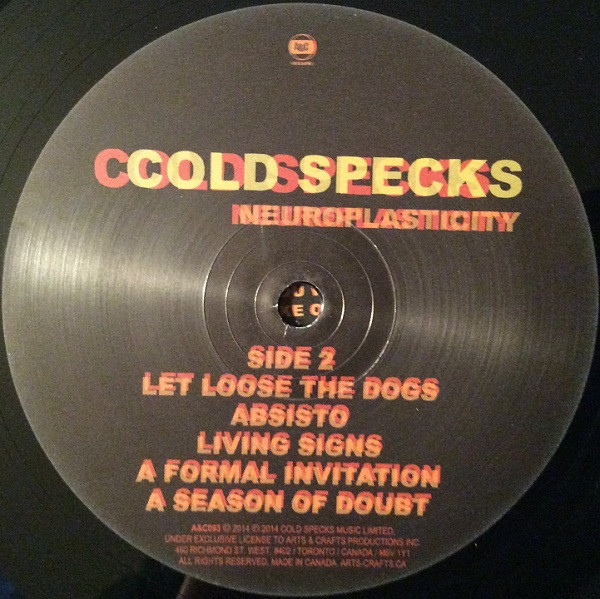 A&C
COLD SPECKS
NEUROPLASTICITY
SIDE 2
LET LOOSE THE DOGS
ABSISTO
LIVING SIGNS
A FORMAL INVITATION
A SEASON OF DOUBT
A&C093 © 2014 ℗ 2014 COLD SPECKS MUSIC LIMITED,
UNDER EXCLUSIVE LICENSE TO ARTS & CRAFTS PRODUCTIONS INC.
460 RICHMOND ST. WEST, #402 / TORONTO / CANADA / M5V 1Y1
ALL RIGHTS RESERVED, MADE IN CANADA. ARTS-CRAFTS.CA